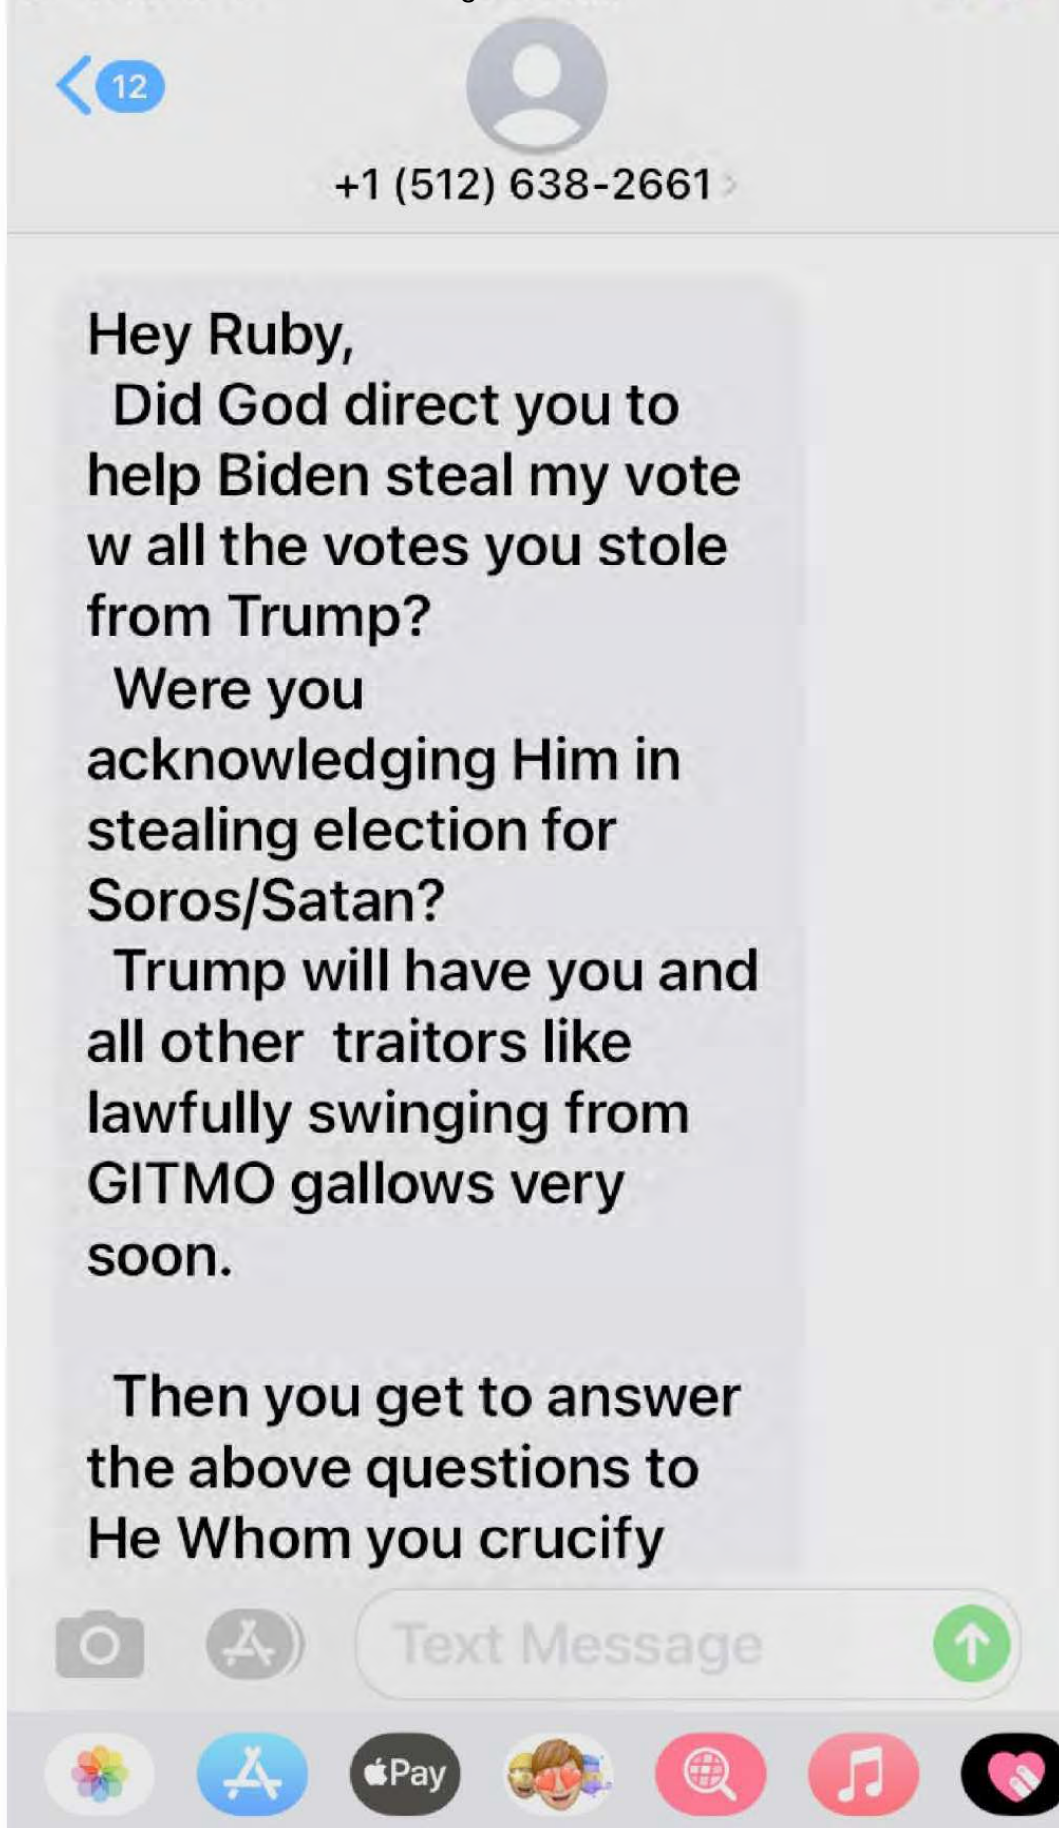 12
+1 (512) 638-2661
Hey Ruby,
Did God direct you to
help Biden steal my vote
w all the votes you stole
from Trump?
Were you
acknowledging Him in
stealing election for
Soros/Satan?
Trump will have you and
all other  traitors like
lawfully swinging from
GITMO gallows very
soon.
Then you get to answer
the above questions to
He Whom you crucify
Text Message
Pay